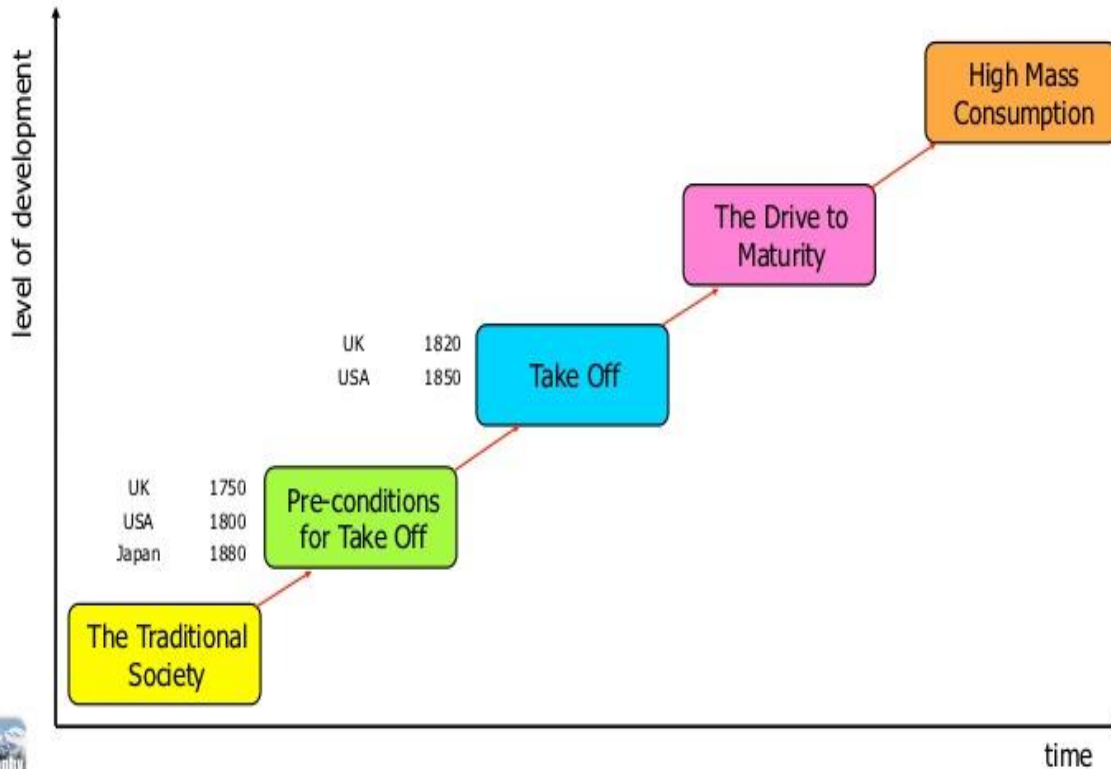 level of development
High Mass
Consumption
The Drive to
Maturity
UK 1820
USA 1850
Take Off
UK 1750
USA 1800
Japan 1880
Pre-conditions
for Take Off
The Traditional
Society
time